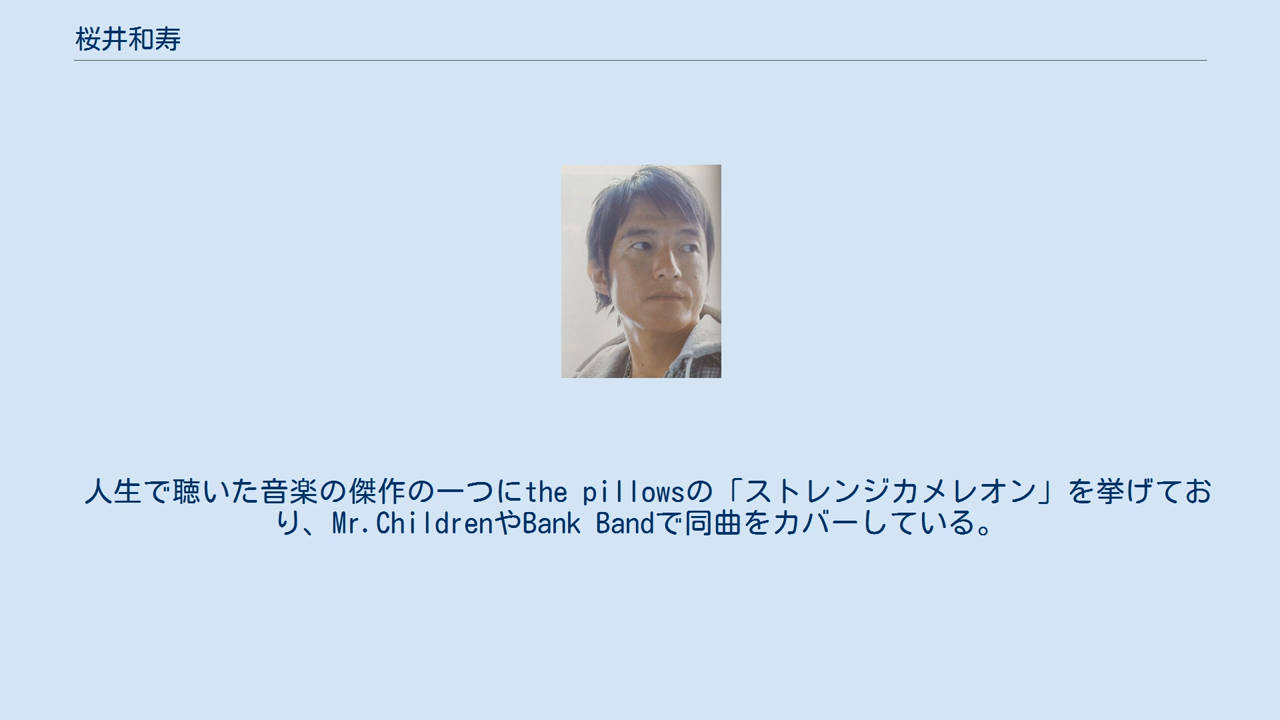 桜井和寿
人生で聴いた音楽の傑作の一つにthe pillowsの「ストレンジカメレオン」を挙げてお
り、Mr.ChildrenやBank Bandで同曲をカバーしている。